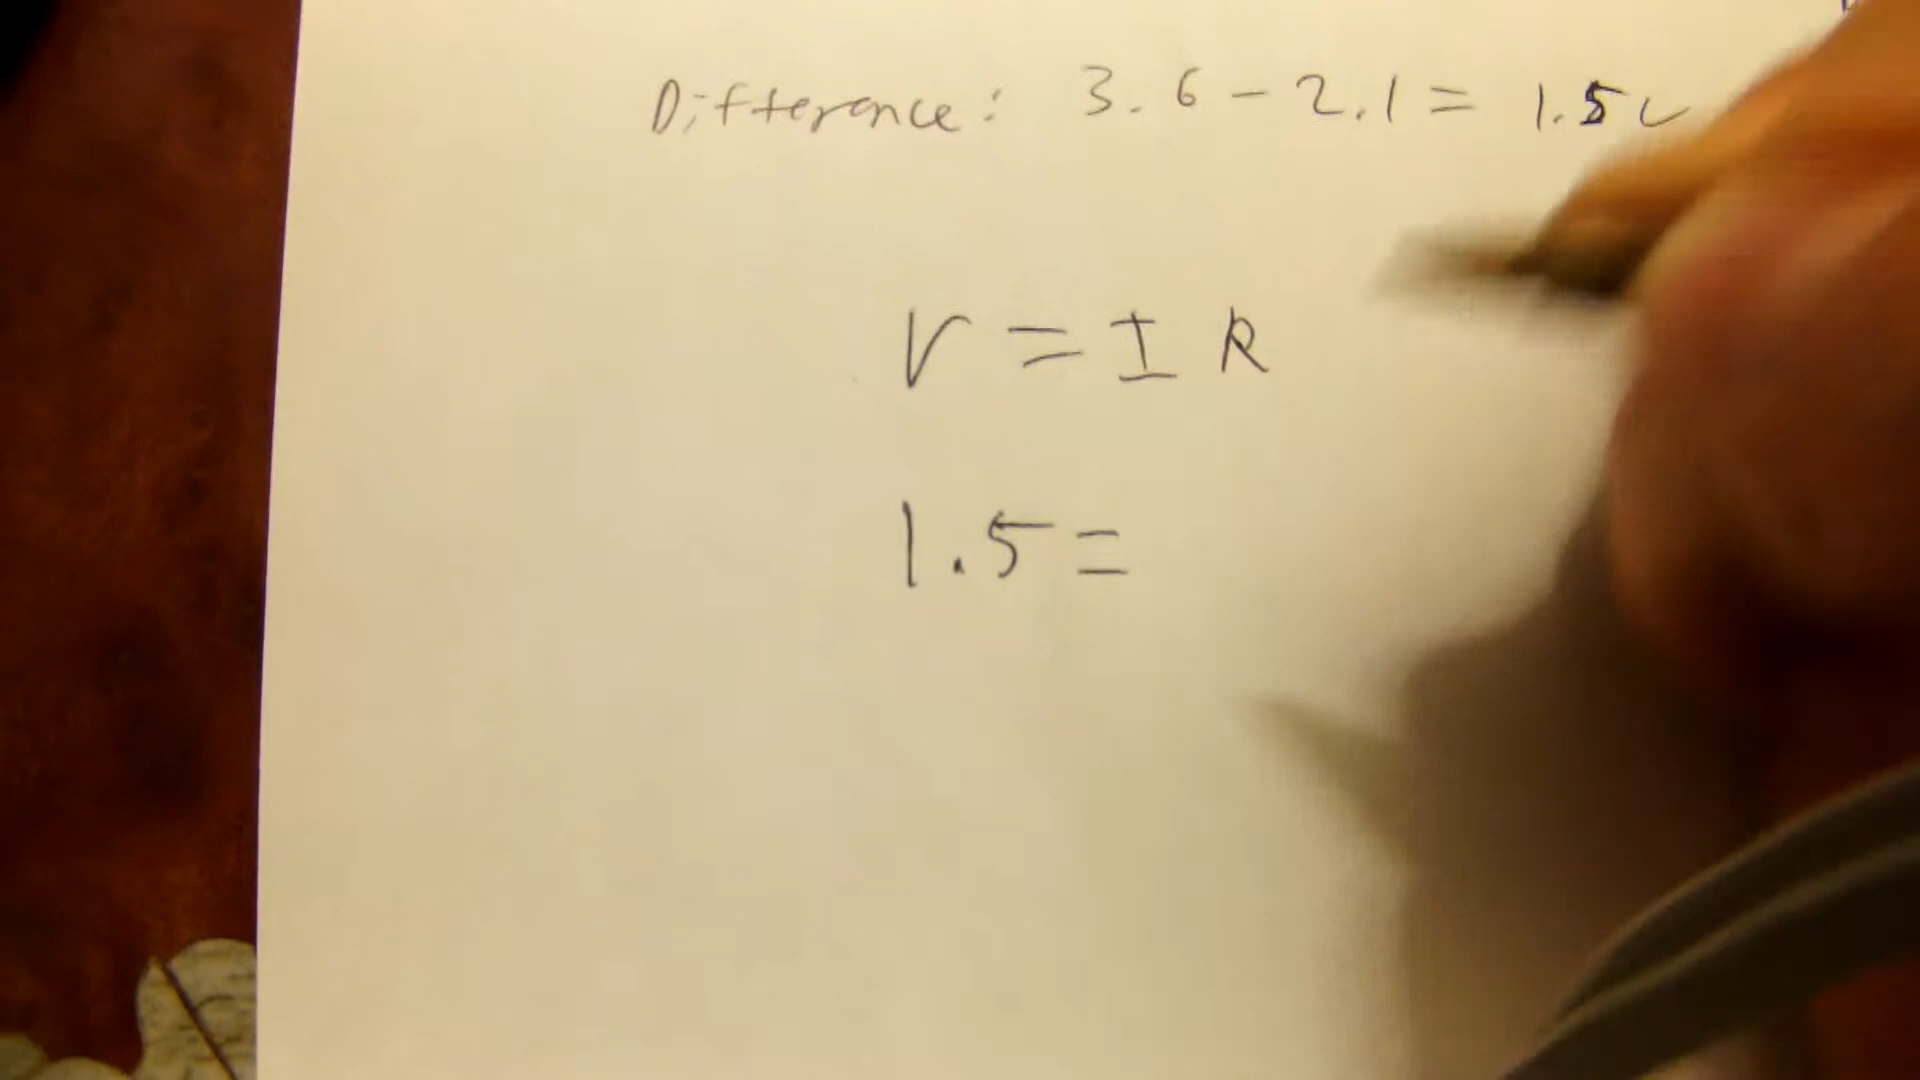 Difference: 3.6 - 2.1 = 1.5v
V = I R
1.5 =